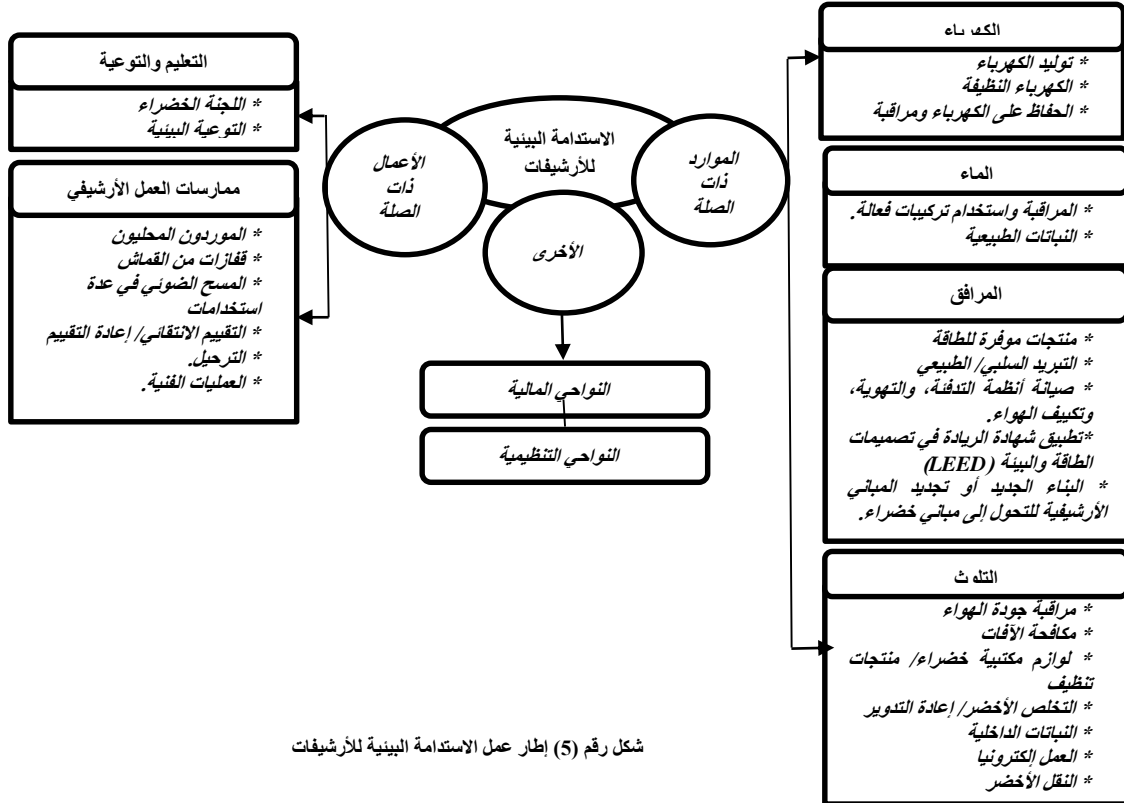 الكهرباء
* توليد الكهرباء
* الكهرباء النظيفة
* الحفاظ على الكهرباء ومراقبة
الماء
* المراقبة واستخدام تركيبات فعالة.
* النباتات الطبيعية
المرافق
* منتجات موفرة للطاقة
* التبريد السلبي/ الطبيعي
* صيانة أنظمة التدفئة، والتهوية،
وتكييف الهواء.
*تطبيق شهادة الريادة في تصميمات
الطاقة والبيئة (LEED)
* البناء الجديد أو تجديد المباني
الأرشيفية للتحول إلى مباني خضراء.
التلوث
* مراقبة جودة الهواء
* مكافحة الآفات
* لوازم مكتبية خضراء/ منتجات
تنظيف
* التخلص الأخضر/ إعادة التدوير
* النباتات الداخلية
* العمل إلكترونيا
* النقل الأخضر
الموارد
ذات
الصلة
الاستدامة البيئية
للأرشيفات
الأعمال
ذات
الصلة
الأخرى
النواحي المالية
النواحي التنظيمية
التعليم والتوعية
* اللجنة الخضراء
* التوعية البيئية
ممارسات العمل الأرشيفي
* الموردون المحليون
* قفازات من القماش
* المسح الضوئي في عدة
استخدامات
* التقييم الانتقائي/ إعادة التقييم
* الترحيل.
* العمليات الفنية.
شكل رقم (5) إطار عمل الاستدامة البيئية للأرشيفات